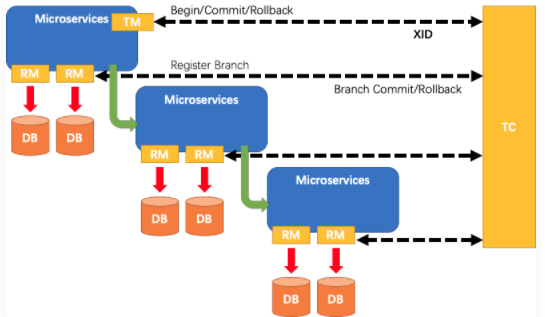 Begin/Commit/Rollback
Microservices
TM
XID
Register Branch
RM RM
Branch Commit/Rollback
Microservices
TC
DB DB
RM RM
Microservices
DB DB
RM RM
DB DB